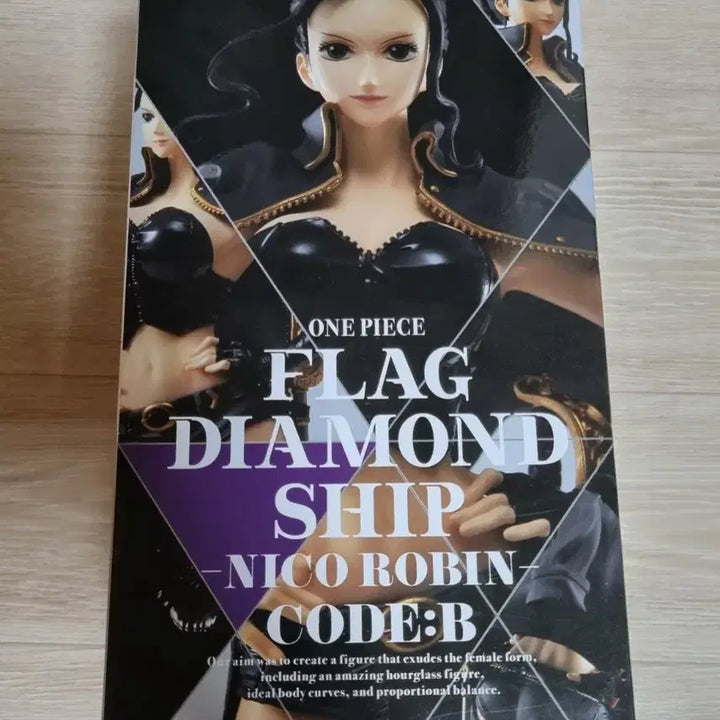 ONE PIECE
FLAG
DIAMOND
SHIP
-NICO ROBIN-
CODE:B
Our aim was to create a figure that exudes the female form,
including an amazing hourglass figure,
ideal body curves, and proportional balance.